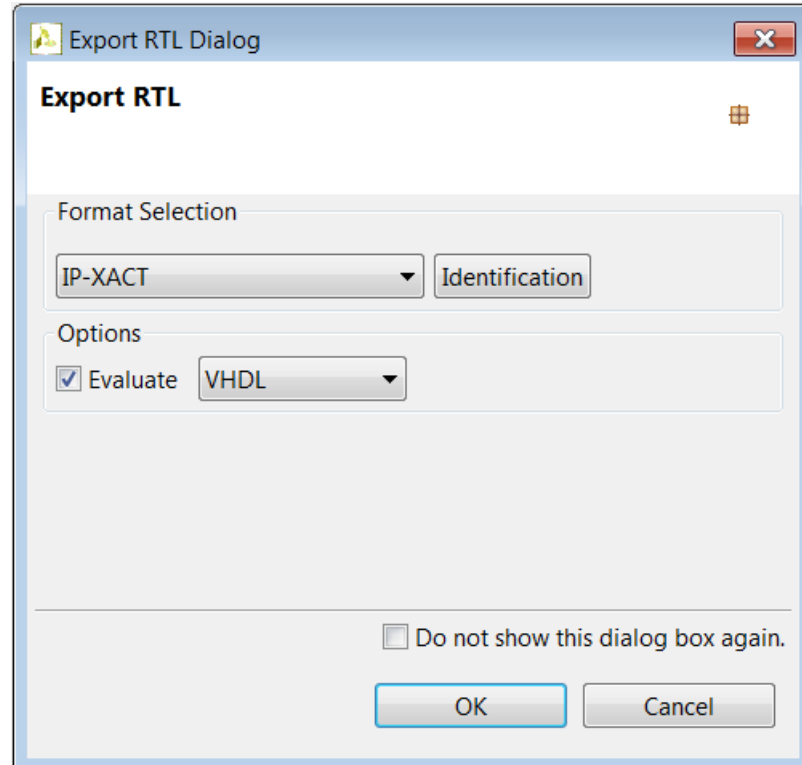 Export RTL Dialog
Export RTL
Format Selection
IP-XACT Identification
Options
Evaluate VHDL
Do not show this dialog box again.
OK Cancel